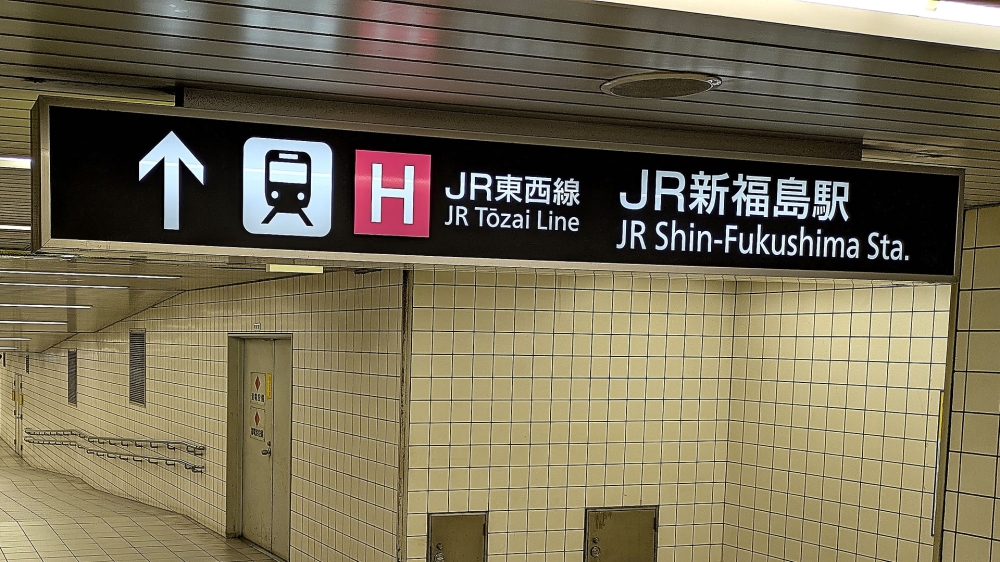 H
JR東西線
JR Tōzai Line
JR新福島駅
JR Shin-Fukushima Sta.